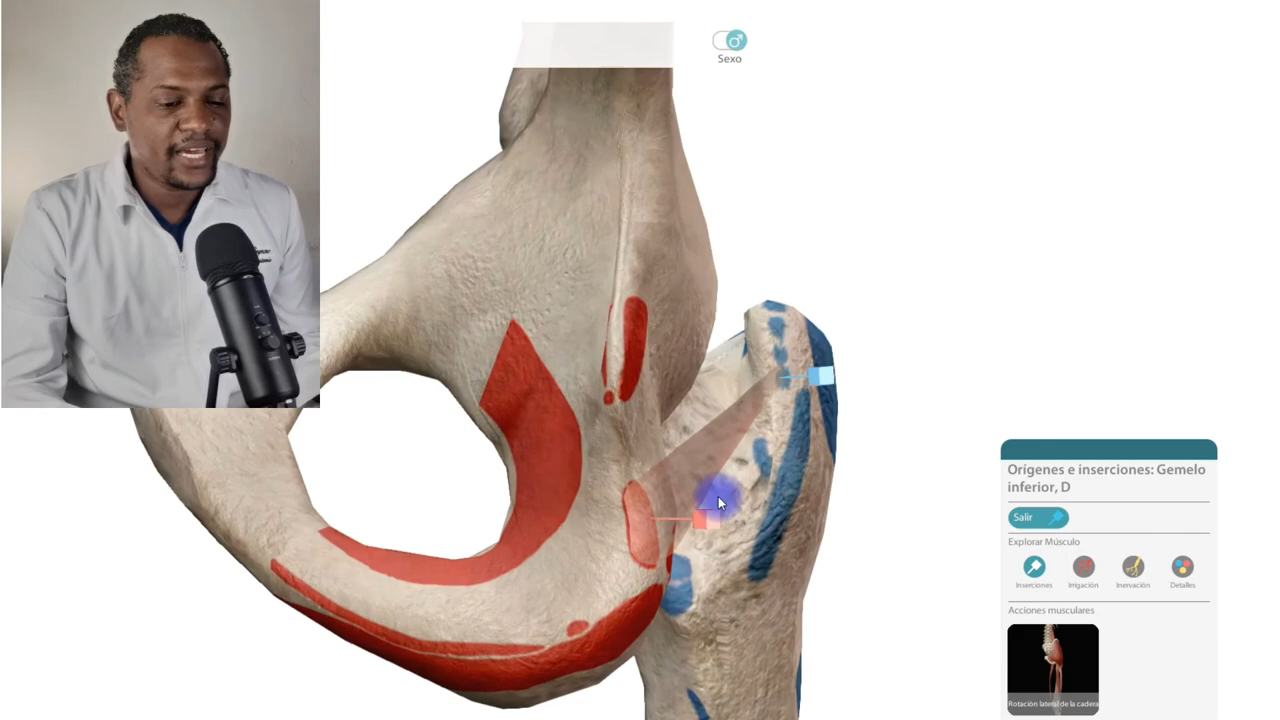 Sexo
Orígenes e inserciones: Gemelo
inferior, D
Salir
Explorar Músculo
Inserciones
Irrigación
Inervación
Detalles
Acciones musculares
Rotación lateral de la cadera